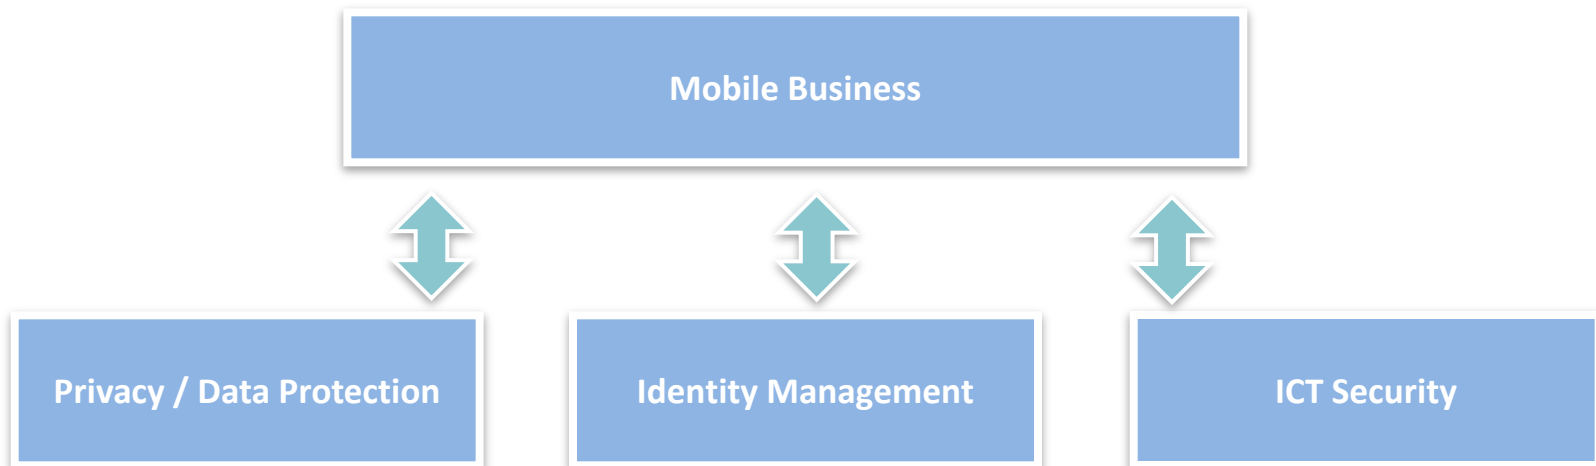 Mobile Business
Privacy / Data Protection
Identity Management
ICT Security